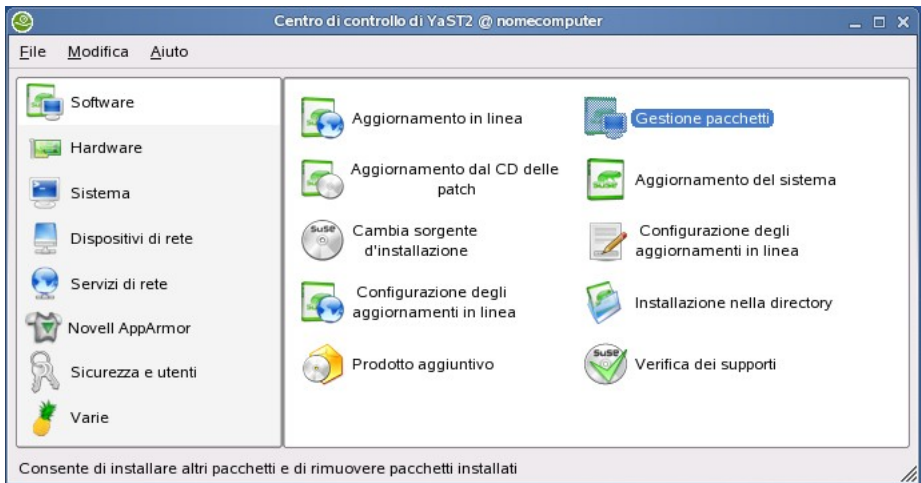 Centro di controllo di YaST2 @ nomecomputer
File Modifica Aiuto
Software
Hardware
Sistema
Dispositivi di rete
Servizi di rete
Novell AppArmor
Sicurezza e utenti
Varie
Aggiornamento in linea
Gestione pacchetti
Aggiornamento dal CD delle
patch
Aggiornamento del sistema
Cambia sorgente
d'installazione
Configurazione degli
aggiornamenti in linea
Configurazione degli
aggiornamenti in linea
Installazione nella directory
Prodotto aggiuntivo
Verifica dei supporti
Consente di installare altri pacchetti e di rimuovere pacchetti installati